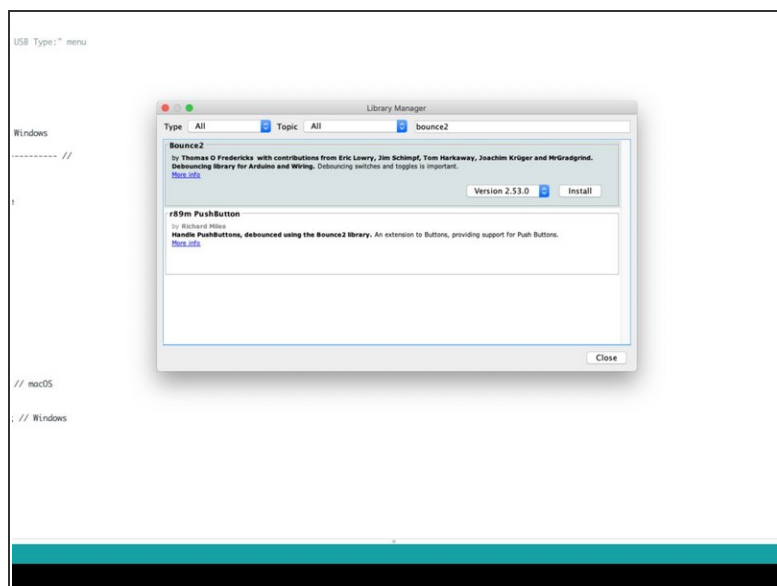 USB Type:" menu
Library Manager
Type All Topic All bounce2
Windows
---------- //
Bounce2
by Thomas O Fredericks with contributions from Eric Lowry, Jim Schimpf, Tom Harkaway, Joachim Krüger and MrGradgrind.
Debouncing library for Arduino and Wiring. Debouncing switches and toggles is important.
More info
Version 2.53.0 Install
r89m PushButton
by Richard Miles
Handle PushButtons, debounced using the Bounce2 library. An extension to Buttons, providing support for Push Buttons.
More info
Close
// macOS
; // Windows